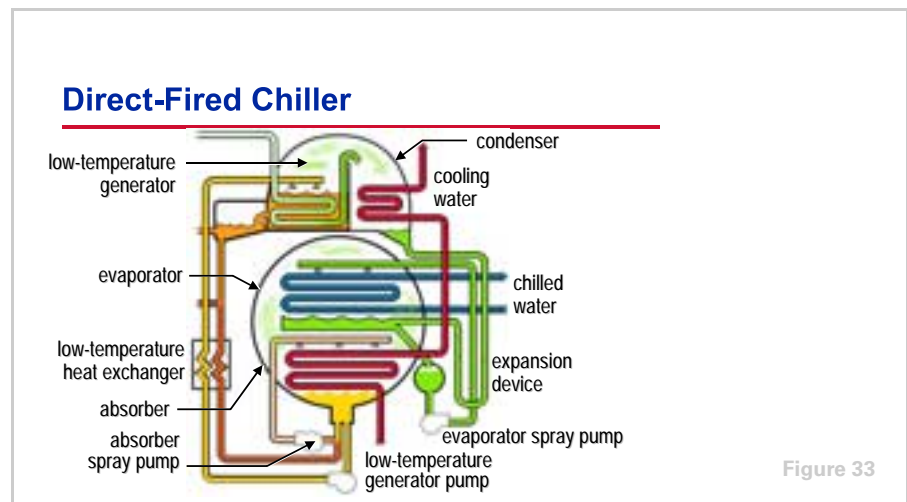 Direct-Fired Chiller
low-temperature
generator
condenser
cooling
water
evaporator
chilled
water
low-temperature
heat exchanger
expansion
device
absorber
absorber
spray pump
evaporator spray pump
low-temperature
generator pump
Figure 33